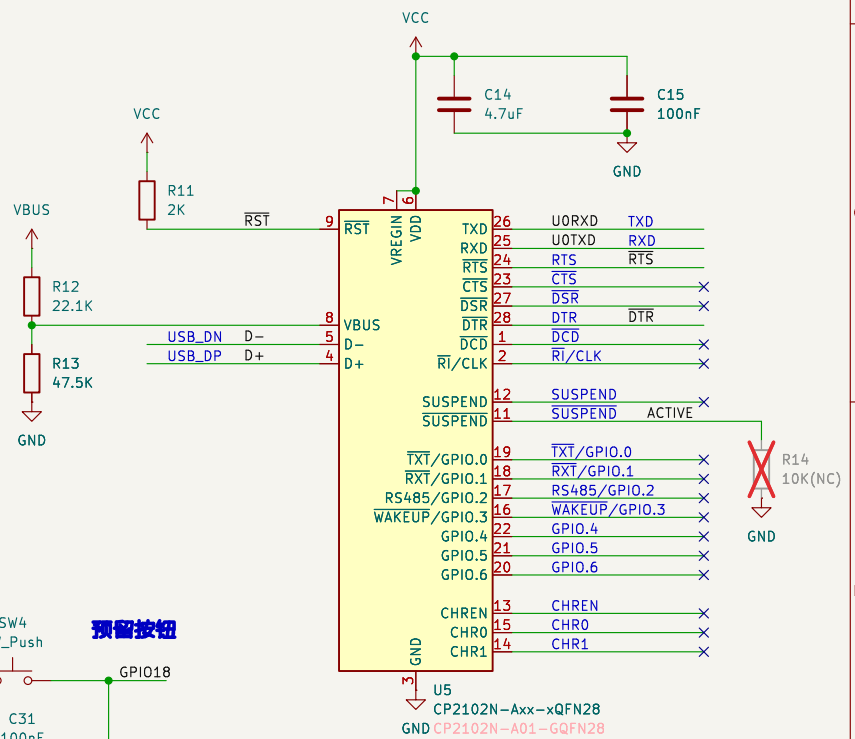 VCC
C14
4.7uF
C15
100nF
GND
VCC
R11
2K
VBUS
R12
22.1K
R13
47.5K
GND
RST
9
RST
8
VBUS
USB_DN D-
5
D-
USB_DP D+
4
D+
7
6
VREGIN
VDD
TXD 26 U0RXD TXD
RXD 25 U0TXD RXD
RTS 24 RTS RTS
CTS 23 CTS
DSR 27 DSR
DTR 28 DTR DTR
DCD 1 DCD
RI/CLK 2 RI/CLK
SUSPEND 12 SUSPEND
SUSPEND 11 SUSPEND ACTIVE
TXT/GPIO.0 19 TXT/GPIO.0
RXT/GPIO.1 18 RXT/GPIO.1
RS485/GPIO.2 17 RS485/GPIO.2
WAKEUP/GPIO.3 16 WAKEUP/GPIO.3
GPIO.4 22 GPIO.4
GPIO.5 21 GPIO.5
GPIO.6 20 GPIO.6
CHREN 13 CHREN
CHR0 15 CHR0
CHR1 14 CHR1
R14
10K(NC)
GND
GND
3
U5
CP2102N-Axx-xQFN28
GND CP2102N-A01-GQFN28
预留按钮
SW4
_Push
GPIO18
C31
100nF